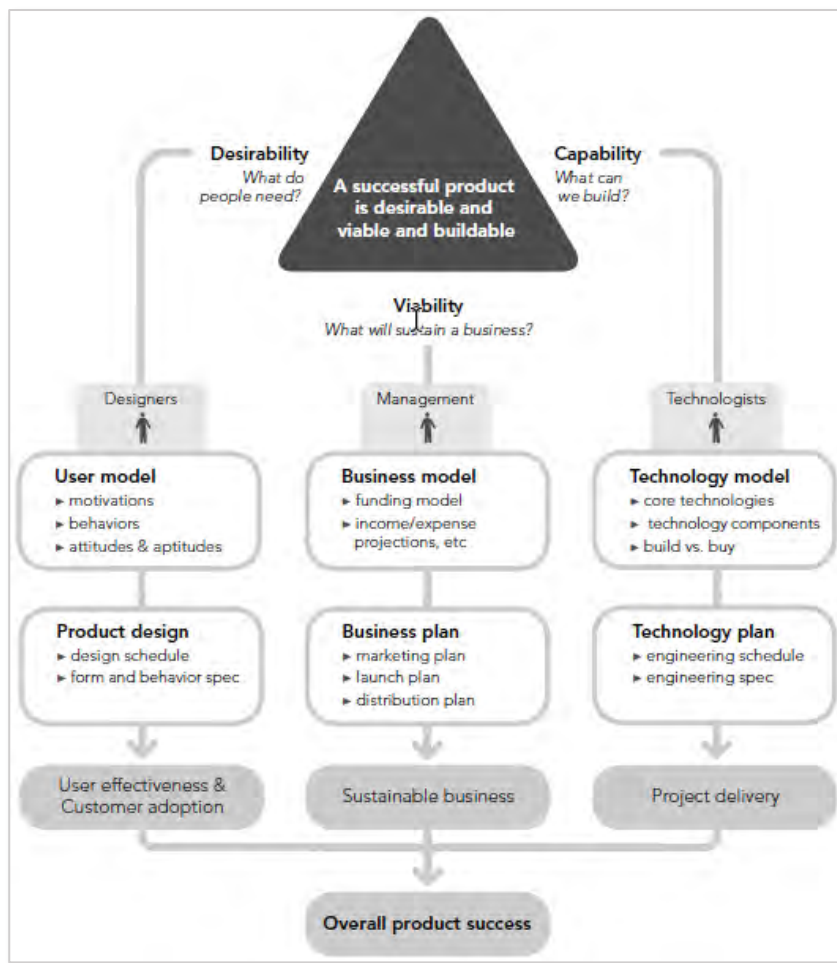 Desirability
What do
people need?
A successful product
is desirable and
viable and buildable
Capability
What can
we build?
Viability
What will sustain a business?
Designers
Management
Technologists
User model
▸ motivations
▸ behaviors
▸ attitudes & aptitudes
Business model
▸ funding model
▸ income/expense
projections, etc
Technology model
▸ core technologies
▸ technology components
▸ build vs. buy
Product design
▸ design schedule
▸ form and behavior spec
Business plan
▸ marketing plan
▸ launch plan
▸ distribution plan
Technology plan
▸ engineering schedule
▸ engineering spec
User effectiveness &
Customer adoption
Sustainable business
Project delivery
Overall product success